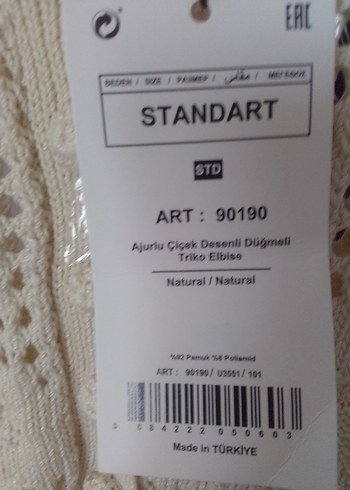 EAC
BEDEN / SIZE / РАЗМЕР / مقاس / ΜΕΓΕΘΟΣ
STANDART
STD
ART : 90190
Ajurlu Çiçek Desenli Düğmeli
Triko Elbise
Natural / Natural
%92 Pamuk %8 Poliamid
ART : 90190 / U3551 / 101
Made in TÜRKİYE